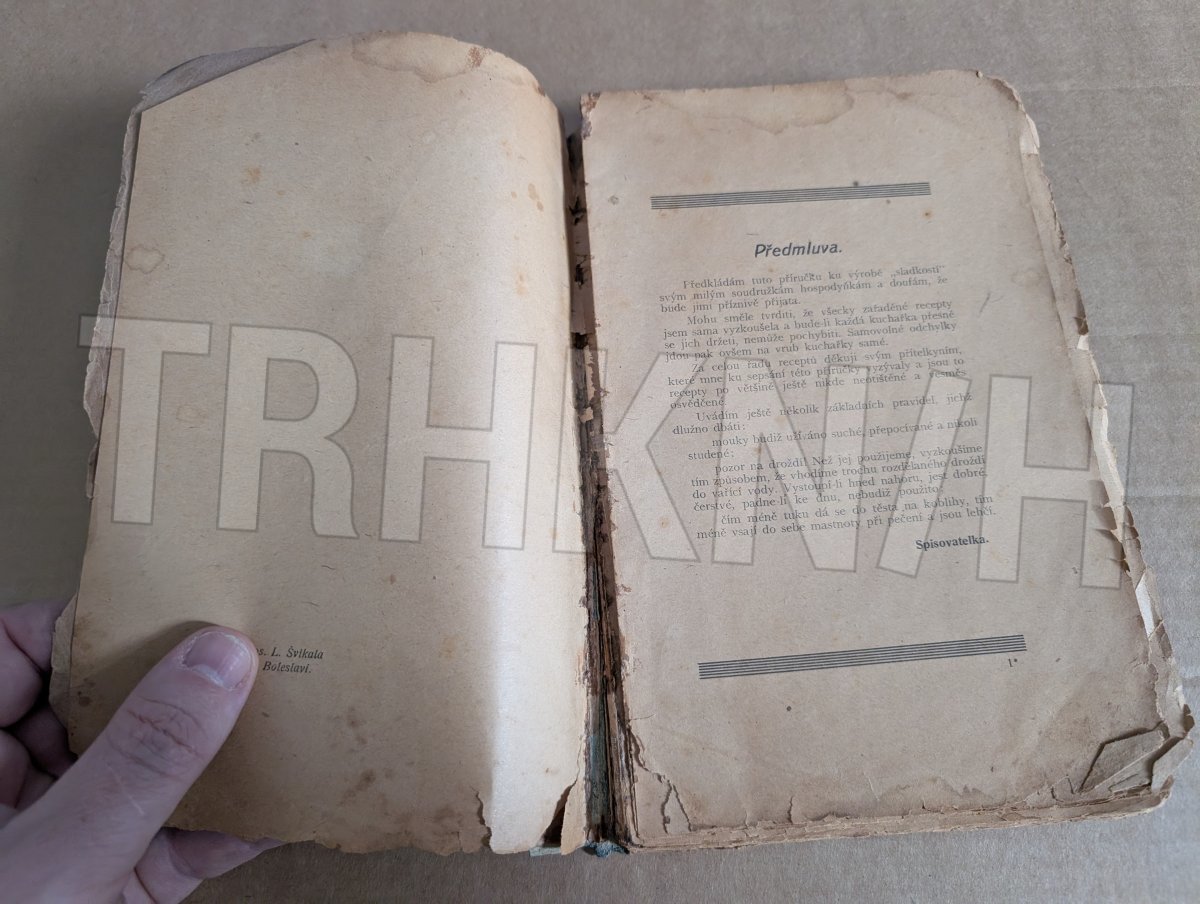 os. L. Švikala
Boleslavi.
Předmluva.
Předkládám tuto příručku ku výrobě „sladkostí“
svým milým soudružkám hospodyňkám a doufám, že
bude jimi příznivě přijata.
Mohu směle tvrditi, že všecky zařaděné recepty
jsem sama vyzkoušela a bude-li každá kuchařka přesně
se jich držeti, nemůže pochybiti. Samovolné odchylky
jdou pak ovšem na vrub kuchařky samé.
Za celou řadu receptů děkuji svým přítelkyním,
které mne ku sepsání této příručky vyzývaly a jsou to
recepty po většině ještě nikde neotištěné a vesměs
osvědčené.
Uvádím ještě několik základních pravidel, jichž
dlužno dbáti:
mouky budiž užíváno suché, přepocívané a nikoli
studené;
pozor na droždí! Než jej použijeme, vyzkoušíme
tím způsobem, že vhodíme trochu rozdělaného droždí
do vařící vody. Vystoupí-li hned nahoru, jest dobré,
čerstvé, padne-li ke dnu, nebudiž použito;
čím méně tuku dá se do těsta na koblihy, tím
méně vsají do sebe mastnoty při pečení a jsou lehčí.
Spisovatelka.
1*
TRHKNIH